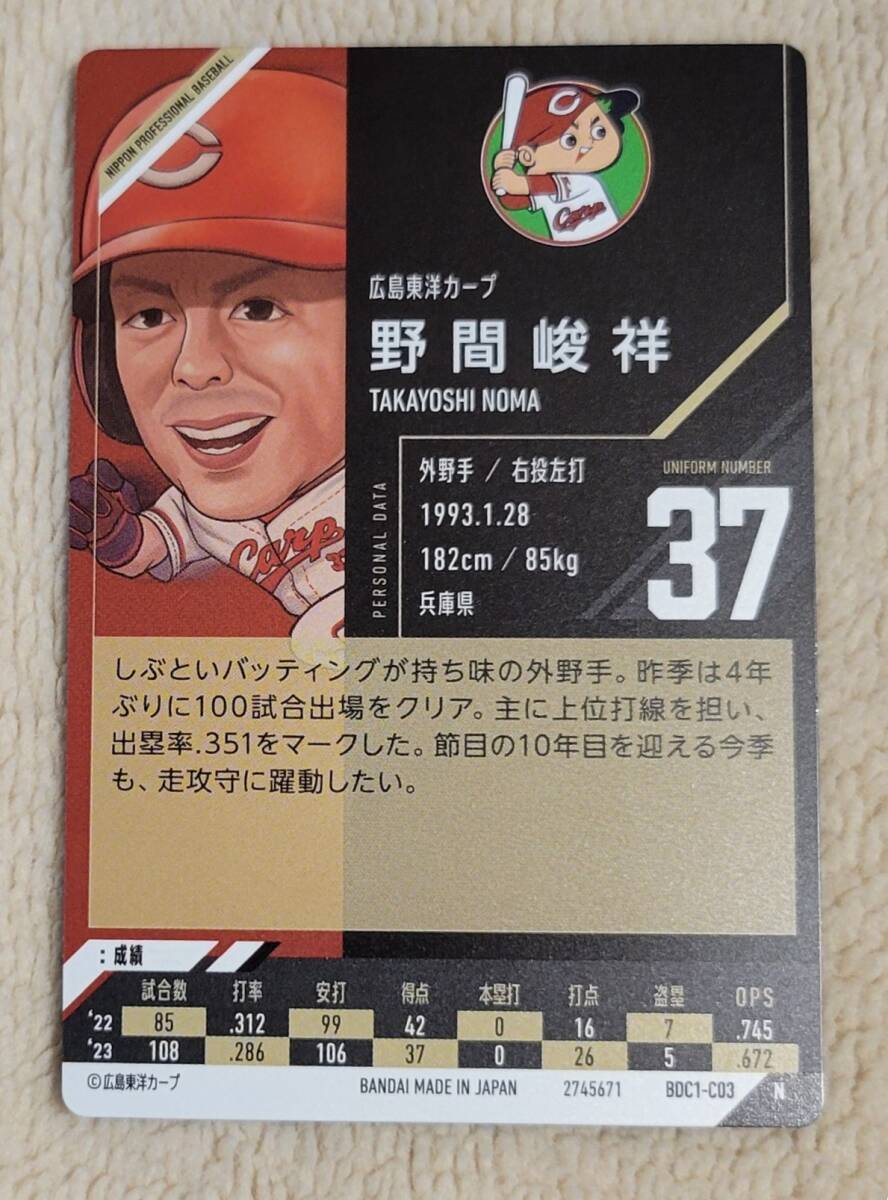 NIPPON PROFESSIONAL BASEBALL
C
C
Carp
広島東洋カープ
野間峻祥
TAKAYOSHI NOMA
PERSONAL DATA
外野手 / 右投左打
1993.1.28
182cm / 85kg
兵庫県
UNIFORM NUMBER
37
Carp
しぶといバッティングが持ち味の外野手。昨季は4年
ぶりに100試合出場をクリア。主に上位打線を担い、
出塁率.351をマークした。節目の10年目を迎える今季
も、走攻守に躍動したい。
:成績
試合数 打率 安打 得点 本塁打 打点 盗塁 OPS
'22 85 .312 99 42 0 16 7 .745
'23 108 .286 106 37 0 26 5 .672
©広島東洋カープ BANDAI MADE IN JAPAN 2745671 BDC1-C03 N